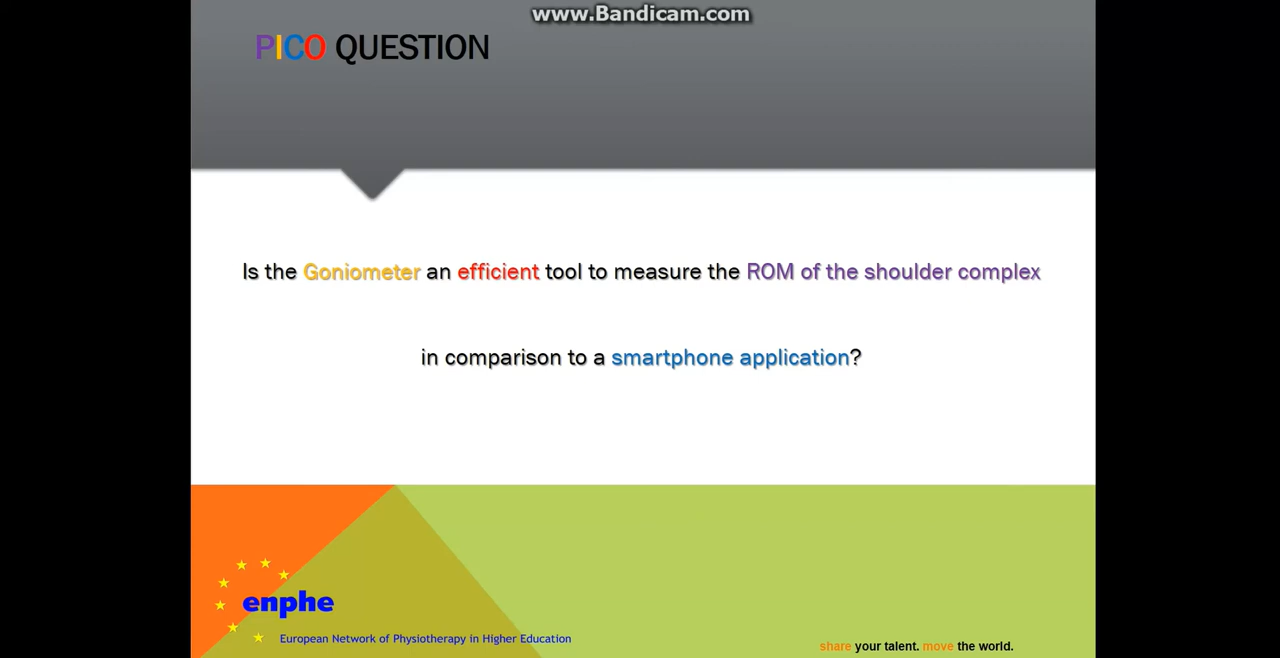 www.Bandicam.com
PICO QUESTION
Is the Goniometer an efficient tool to measure the ROM of the shoulder complex
in comparison to a smartphone application?
enphe
European Network of Physiotherapy in Higher Education
share your talent. move the world.